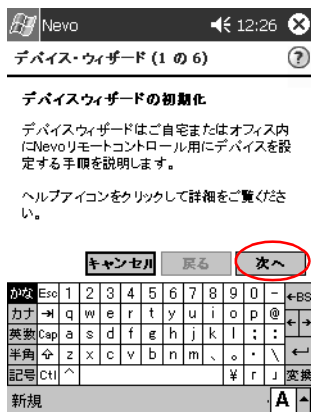 Nevo 12:26
デバイス・ウィザード (1 の 6) ?
デバイスウィザードの初期化
デバイスウィザードはご自宅またはオフィス内
にNevoリモートコントロール用にデバイスを設
定する手順を説明します。
ヘルプアイコンをクリックして詳細をご覧くださ
い。
キャンセル 戻る 次へ
かな Esc 1 2 3 4 5 6 7 8 9 0 - ←BS
カナ →| q w e r t y u i o p @ ← →
英数 Cap a s d f g h j k l ; :
半角 ⇧ z x c v b n m 、 。 ・ \ ↵
記号 Ctl ^ ¥ ｢ ｣ 変換
新規 A